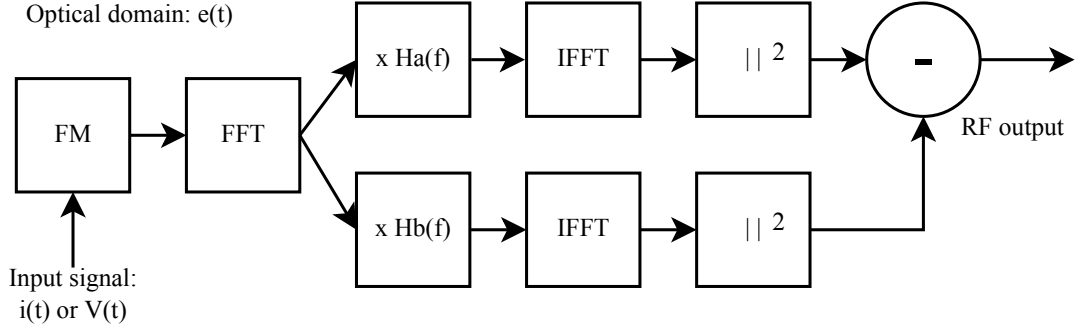 Optical domain: e(t)
x Ha(f)
IFFT
| | 2
-
FM
FFT
RF output
x Hb(f)
IFFT
| | 2
Input signal:
i(t) or V(t)